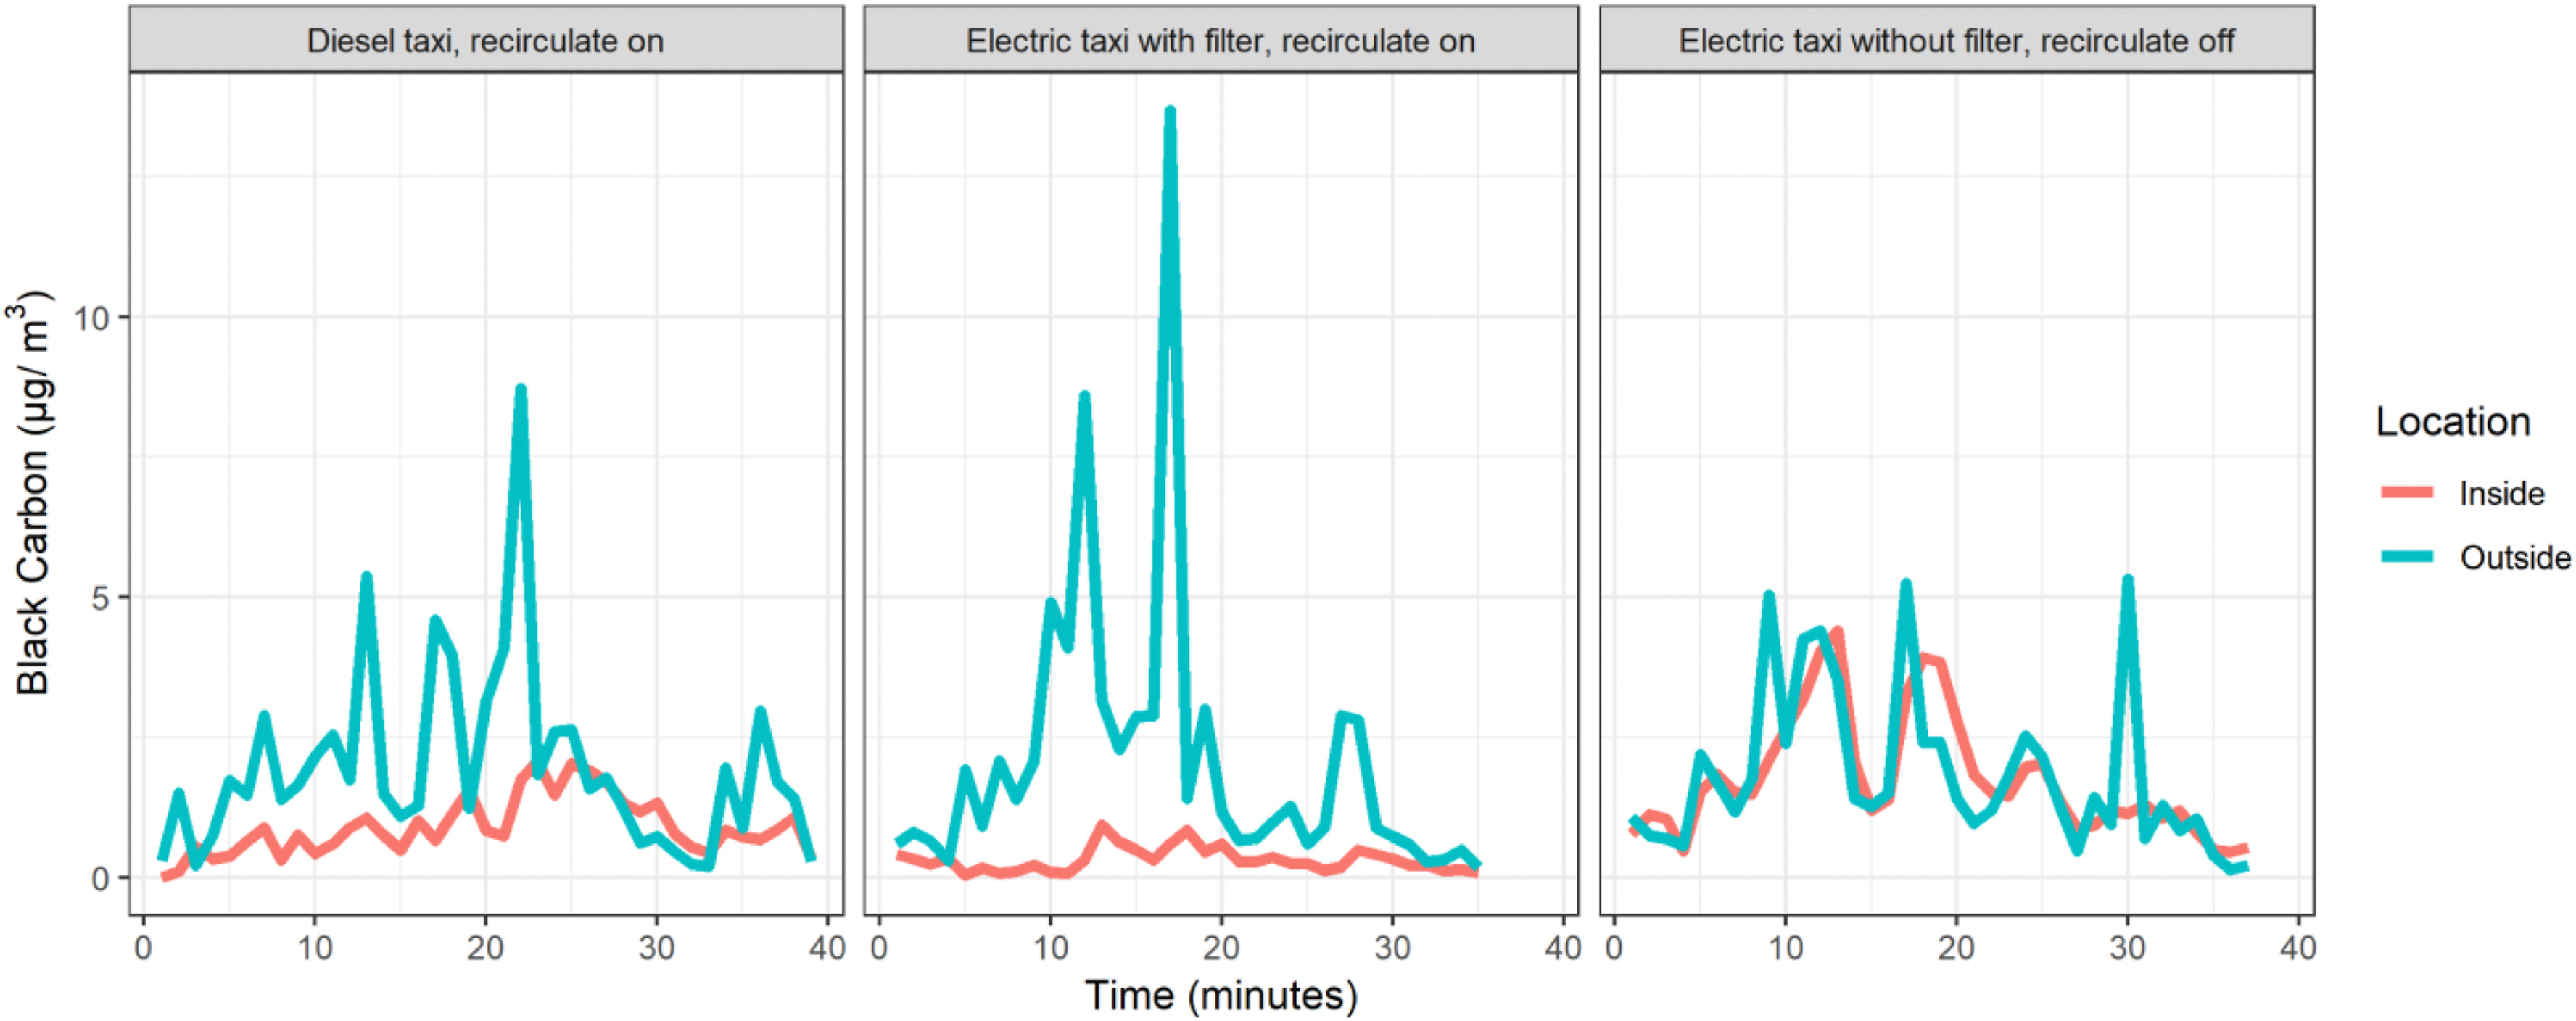 Diesel taxi, recirculate on
Electric taxi with filter, recirculate on
Electric taxi without filter, recirculate off
Black Carbon (µg/ m³)
10
5
0
0 10 20 30 40
0 10 20 30 40
0 10 20 30 40
Time (minutes)
Location
Inside
Outside